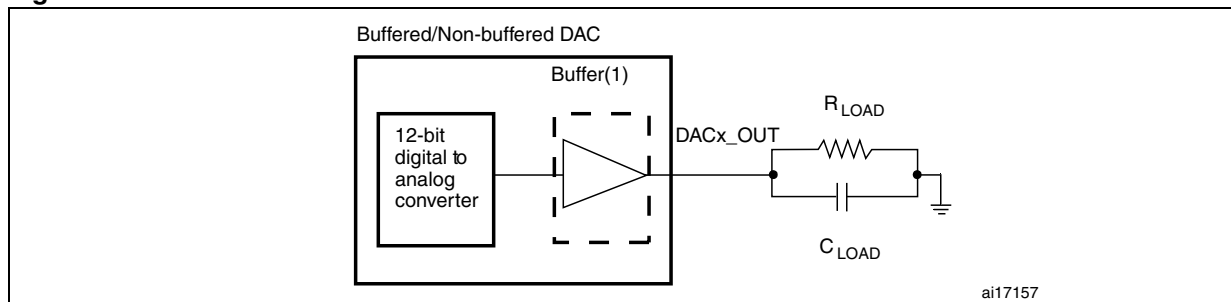 Buffered/Non-buffered DAC
Buffer(1)
12-bit
digital to
analog
converter
DACx_OUT
R LOAD
C LOAD
ai17157